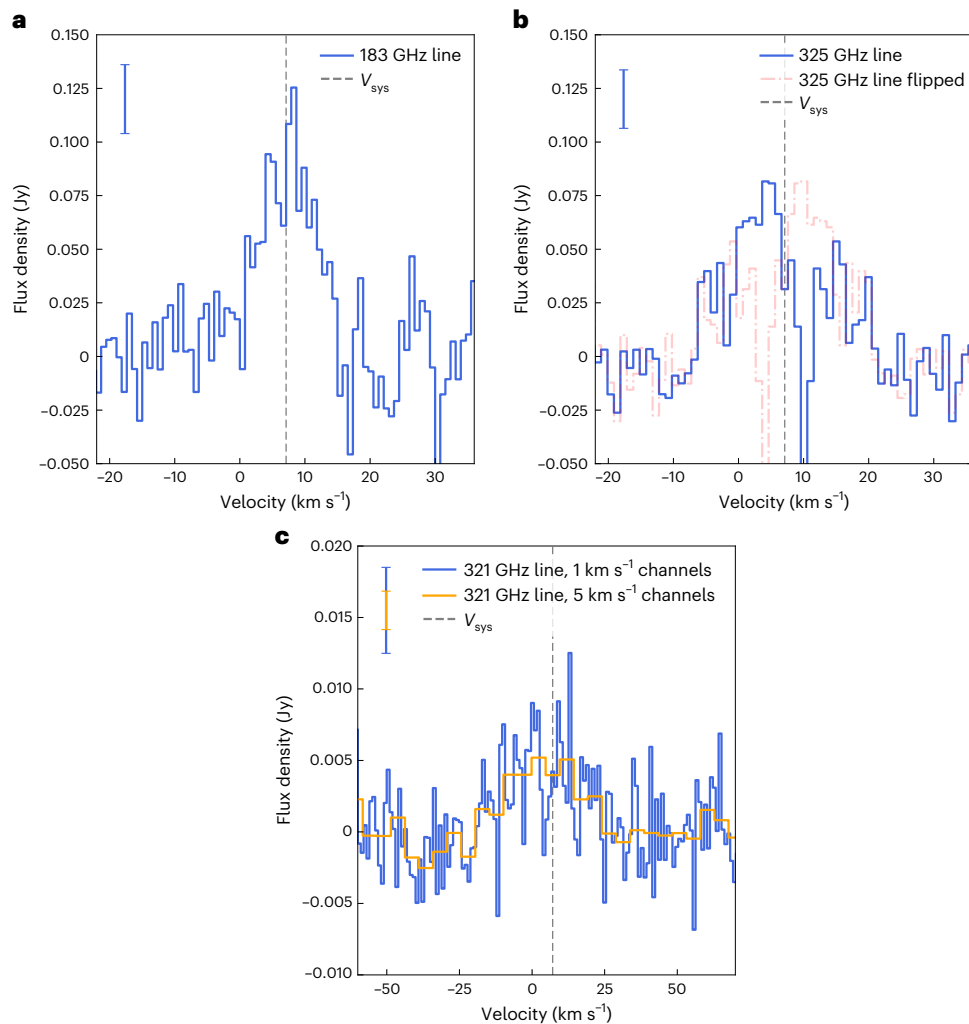 a
0.150
0.125
0.100
0.075
0.050
0.025
0
−0.025
−0.050
Flux density (Jy)
183 GHz line
V_sys
−20
−10
0
10
20
30
Velocity (km s⁻¹)
b
0.150
0.125
0.100
0.075
0.050
0.025
0
−0.025
−0.050
Flux density (Jy)
325 GHz line
325 GHz line flipped
V_sys
−20
−10
0
10
20
30
Velocity (km s⁻¹)
c
0.020
0.015
0.010
0.005
0
−0.005
−0.010
Flux density (Jy)
321 GHz line, 1 km s⁻¹ channels
321 GHz line, 5 km s⁻¹ channels
V_sys
−50
−25
0
25
50
Velocity (km s⁻¹)